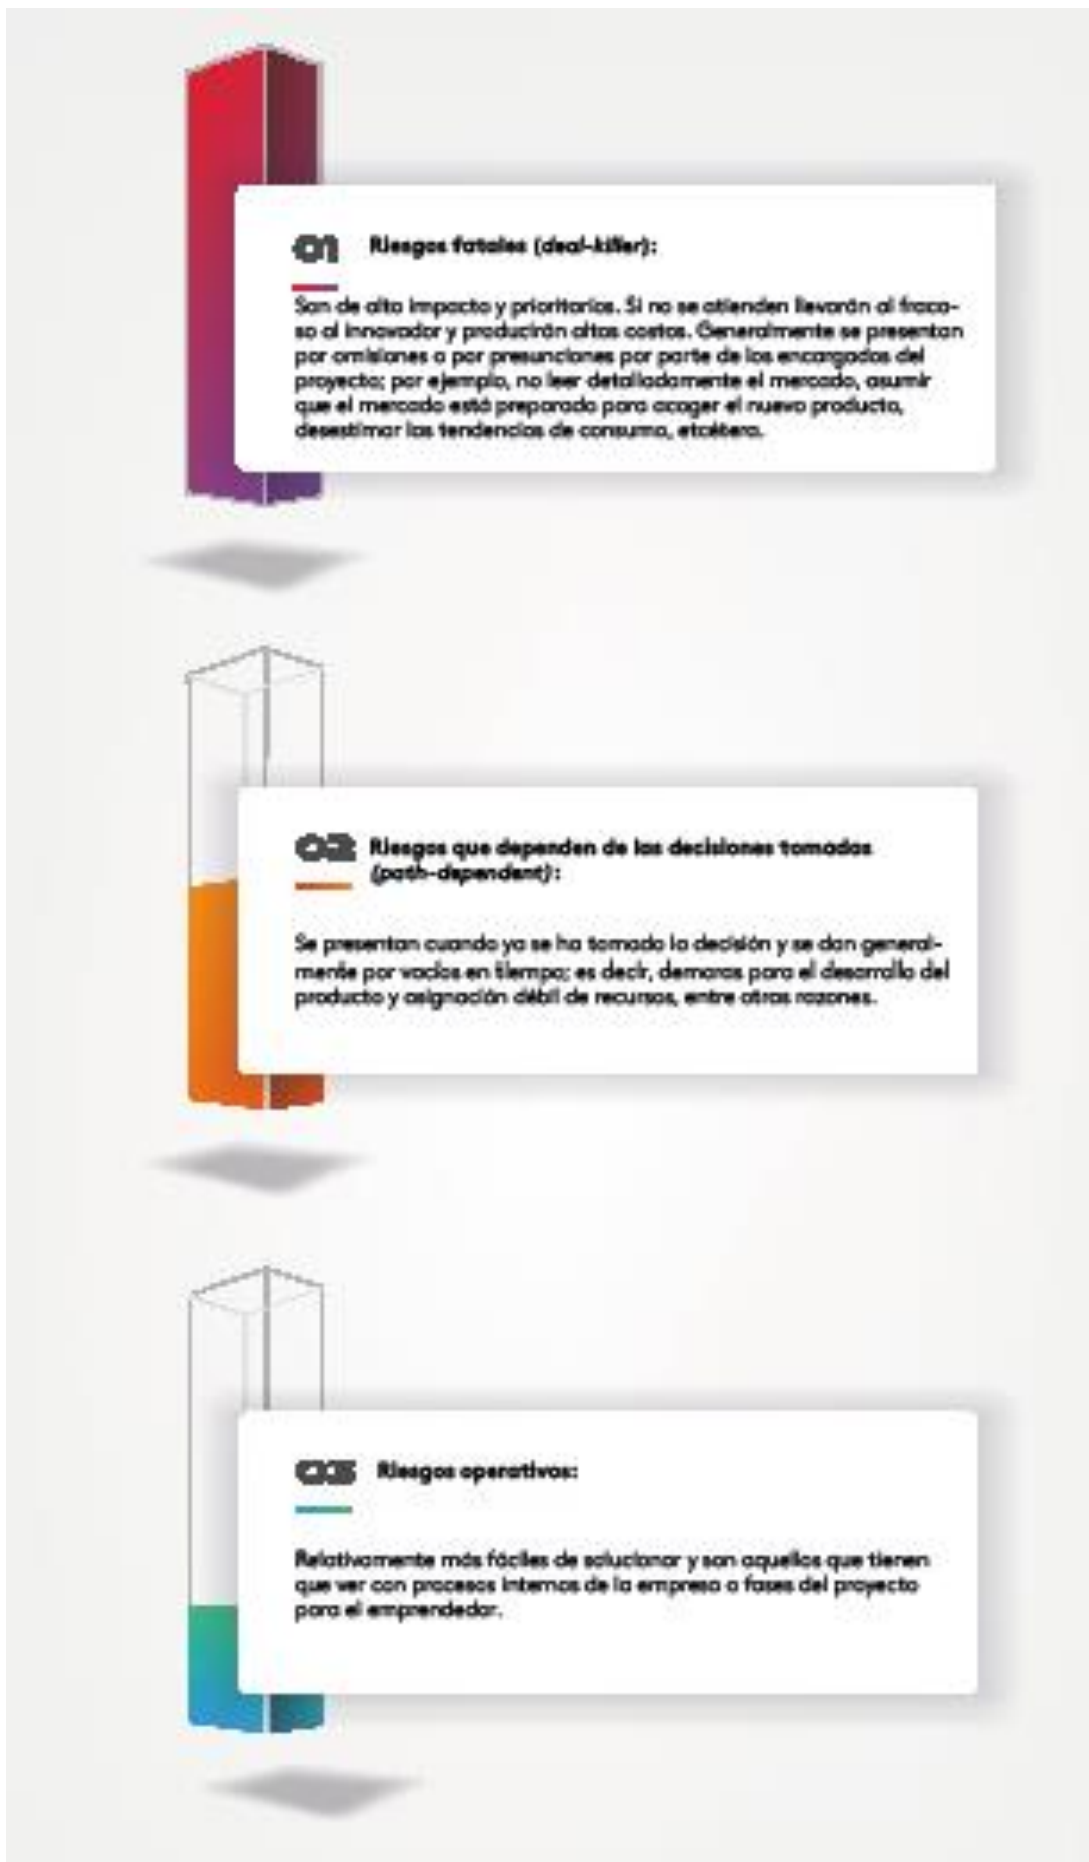 01 Riesgos fatales (deal-killer):
Son de alto impacto y prioritarios. Si no se atienden llevarán al fraca-
so al innovador y producirán altos costos. Generalmente se presentan
por omisiones o por presunciones por parte de los encargados del
proyecto; por ejemplo, no leer detalladamente el mercado, asumir
que el mercado está preparado para acoger el nuevo producto,
desestimar las tendencias de consumo, etcétera.
02 Riesgos que dependen de las decisiones tomadas
(path-dependent):
Se presentan cuando ya se ha tomado la decisión y se dan general-
mente por vacíos en tiempo; es decir, demoras para el desarrollo del
producto y asignación débil de recursos, entre otras razones.
03 Riesgos operativos:
Relativamente más fáciles de solucionar y son aquellos que tienen
que ver con procesos internos de la empresa o fases del proyecto
para el emprendedor.